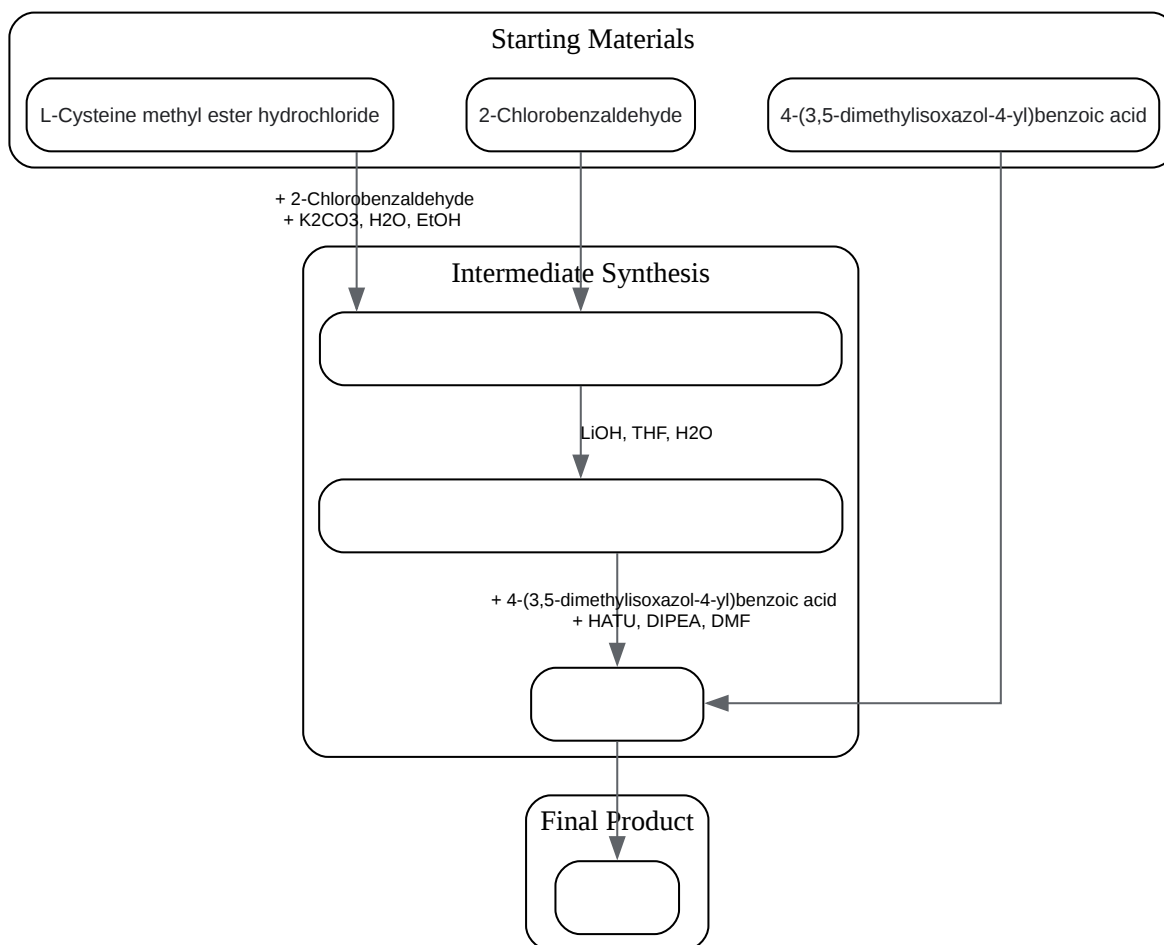 Starting Materials
L-Cysteine methyl ester hydrochloride
2-Chlorobenzaldehyde
4-(3,5-dimethylisoxazol-4-yl)benzoic acid
+ 2-Chlorobenzaldehyde
+ K2CO3, H2O, EtOH
Intermediate Synthesis
LiOH, THF, H2O
+ 4-(3,5-dimethylisoxazol-4-yl)benzoic acid
+ HATU, DIPEA, DMF
Final Product